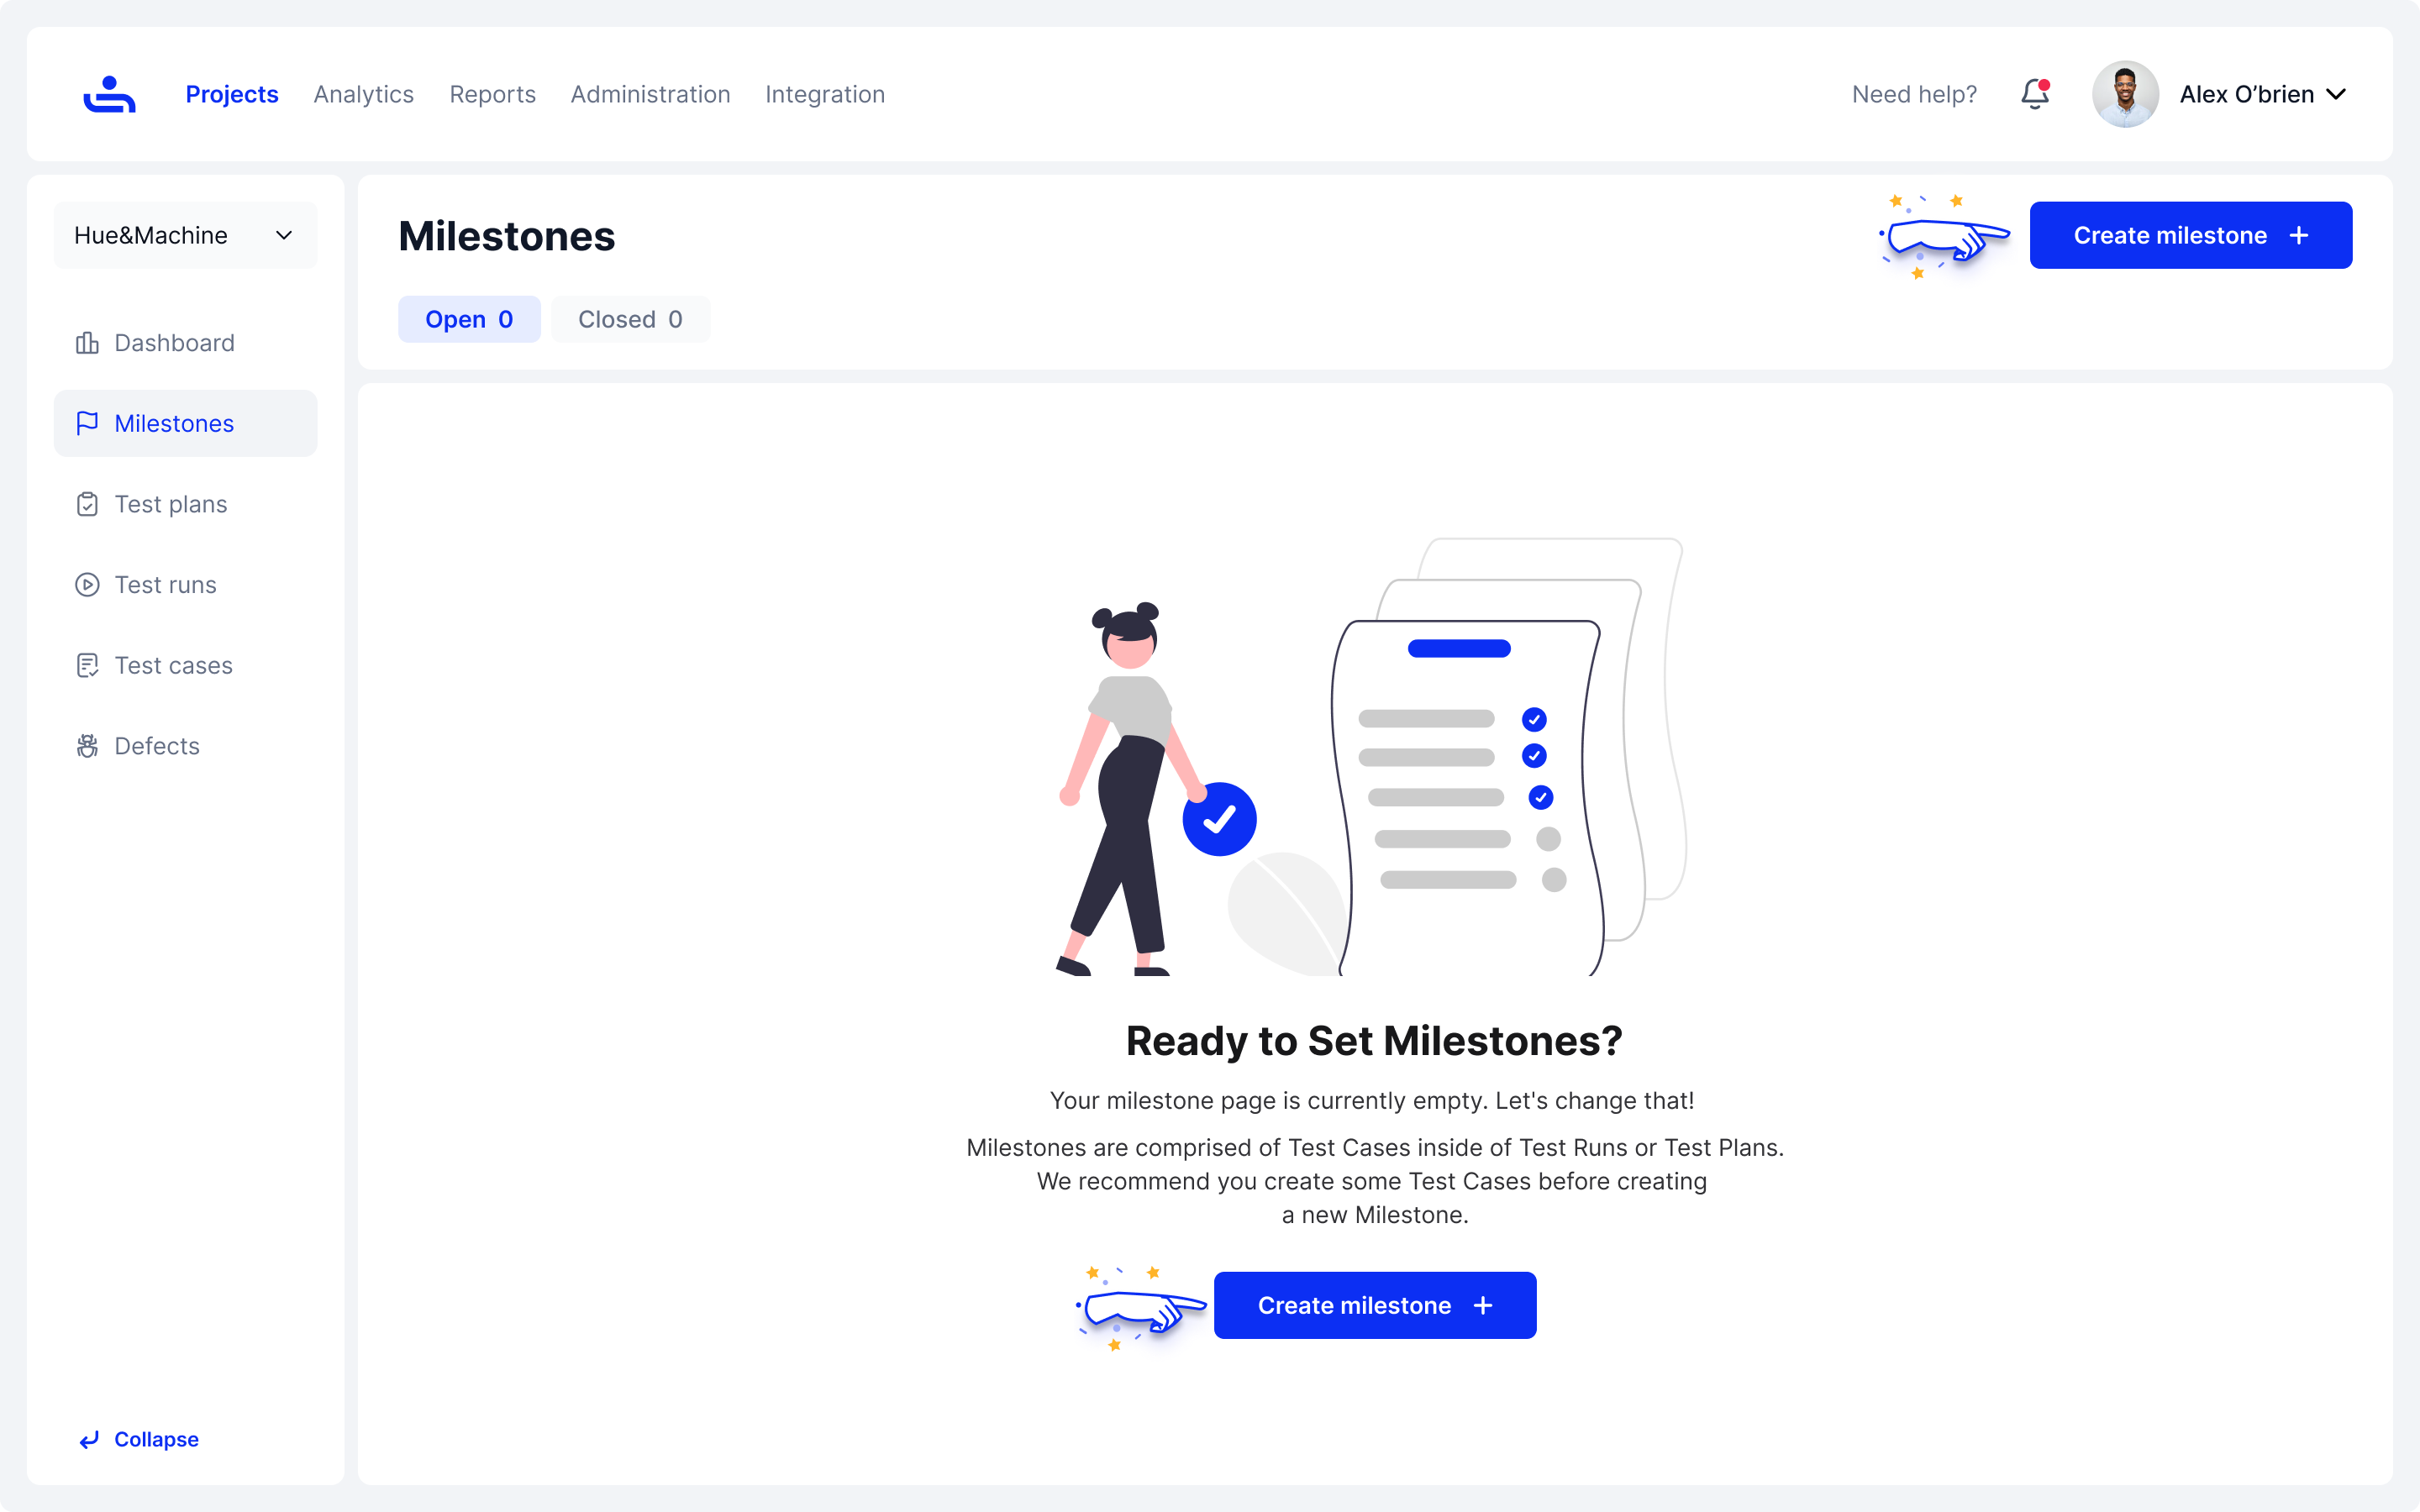 Projects Analytics Reports Administration Integration Need help? Alex O’brien
Hue&Machine
Dashboard
Milestones
Test plans
Test runs
Test cases
Defects
Collapse
Milestones
Create milestone +
Open 0 Closed 0
Ready to Set Milestones?
Your milestone page is currently empty. Let's change that!
Milestones are comprised of Test Cases inside of Test Runs or Test Plans.
We recommend you create some Test Cases before creating
a new Milestone.
Create milestone +